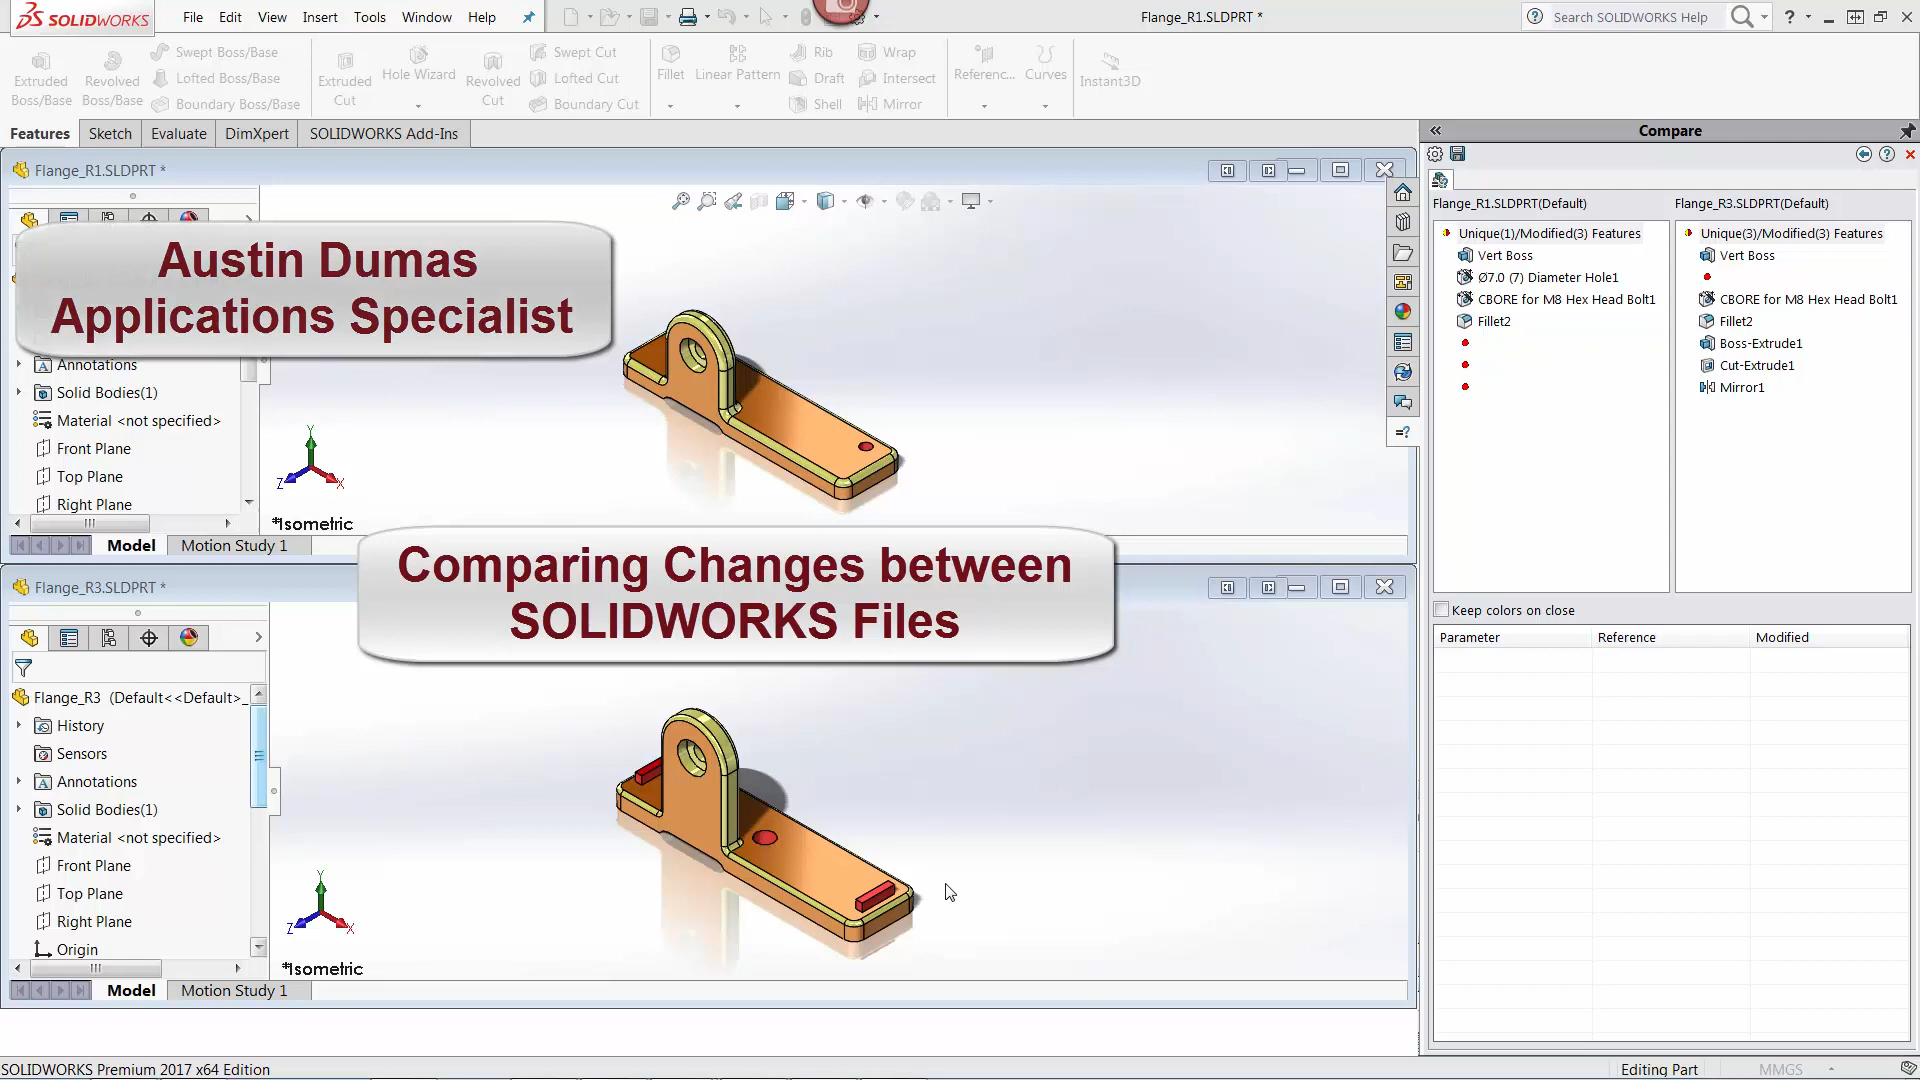 SOLIDWORKS
File Edit View Insert Tools Window Help
Flange_R1.SLDPRT *
Search SOLIDWORKS Help
Extruded Boss/Base
Revolved Boss/Base
Swept Boss/Base
Lofted Boss/Base
Boundary Boss/Base
Extruded Cut
Hole Wizard
Revolved Cut
Swept Cut
Lofted Cut
Boundary Cut
Fillet
Linear Pattern
Rib
Draft
Shell
Wrap
Intersect
Mirror
Referenc...
Curves
Instant3D
Features Sketch Evaluate DimXpert SOLIDWORKS Add-Ins
Flange_R1.SLDPRT *
Austin Dumas
Applications Specialist
Annotations
Solid Bodies(1)
Material <not specified>
Front Plane
Top Plane
Right Plane
Y
Z
X
*Isometric
Model Motion Study 1
Comparing Changes between
SOLIDWORKS Files
Flange_R3.SLDPRT *
Flange_R3 (Default<<Default>_
History
Sensors
Annotations
Solid Bodies(1)
Material <not specified>
Front Plane
Top Plane
Right Plane
Origin
Y
Z
X
*Isometric
Model Motion Study 1
Compare
Flange_R1.SLDPRT(Default)
Unique(1)/Modified(3) Features
Vert Boss
Ø7.0 (7) Diameter Hole1
CBORE for M8 Hex Head Bolt1
Fillet2
Flange_R3.SLDPRT(Default)
Unique(3)/Modified(3) Features
Vert Boss
CBORE for M8 Hex Head Bolt1
Fillet2
Boss-Extrude1
Cut-Extrude1
Mirror1
Keep colors on close
Parameter Reference Modified
SOLIDWORKS Premium 2017 x64 Edition
Editing Part
MMGS